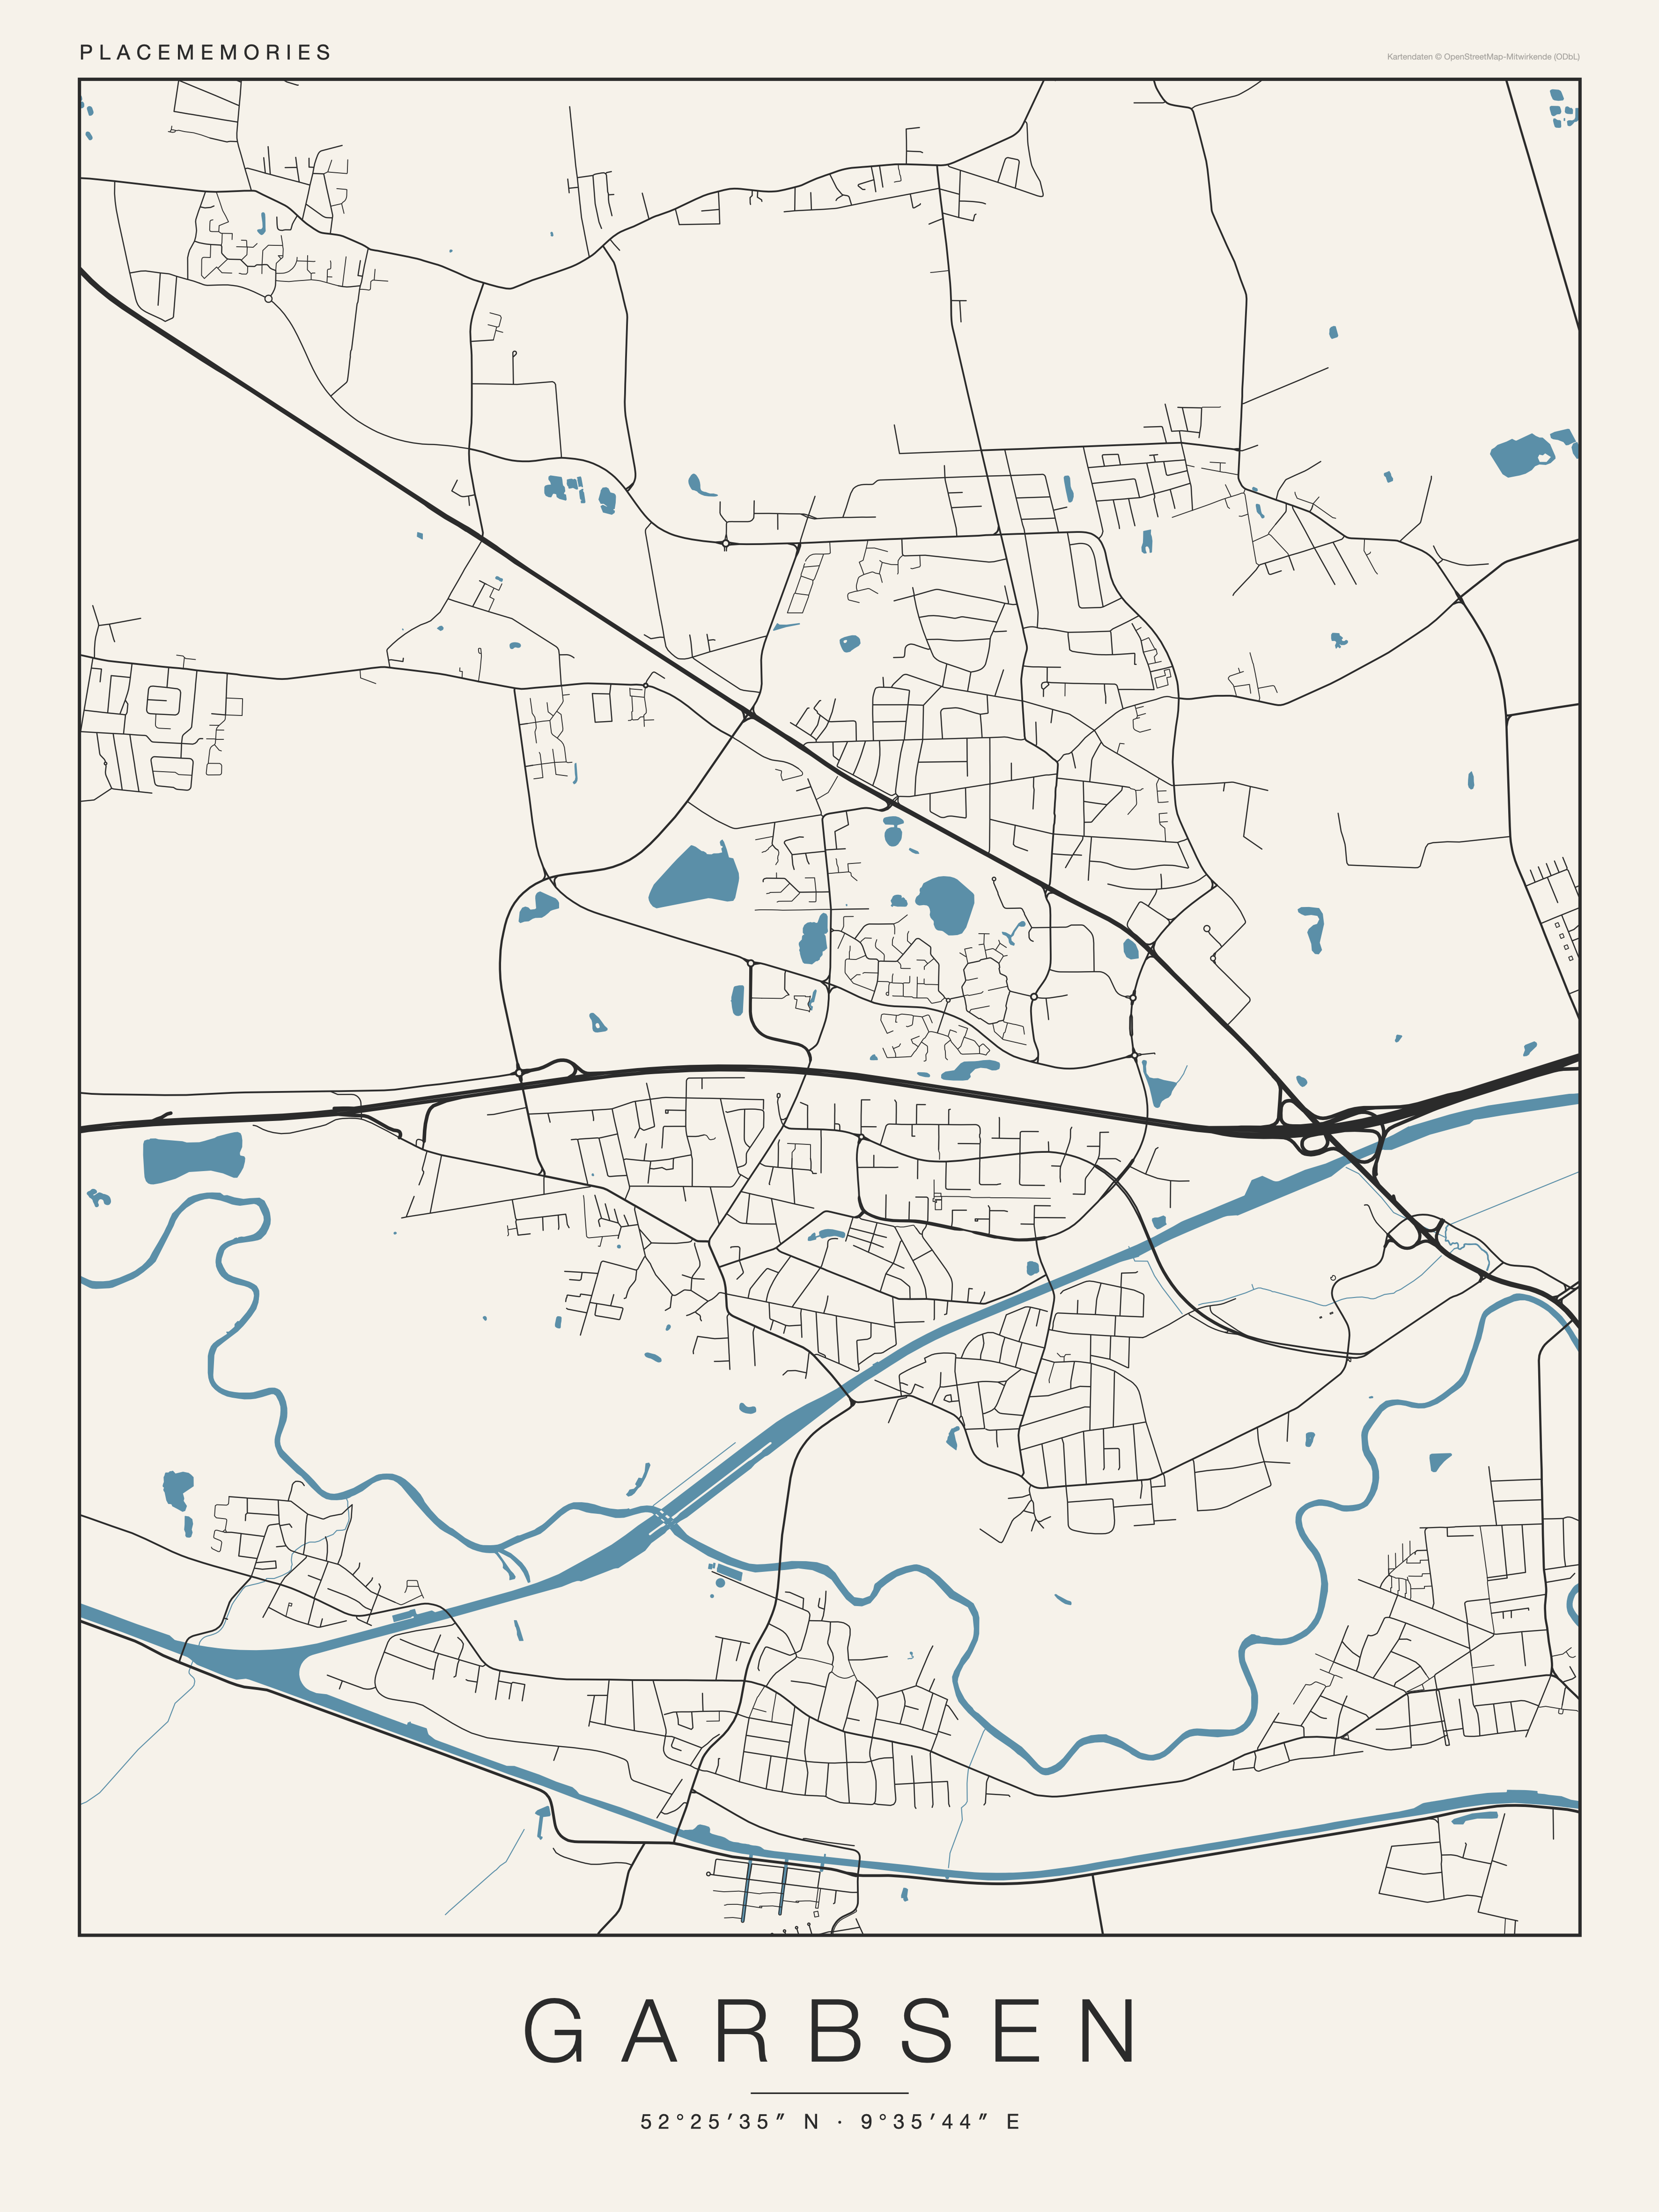 PLACEMEMORIES
Kartendaten © OpenStreetMap-Mitwirkende (ODbL)
GARBSEN
52°25′35″ N · 9°35′44″ E